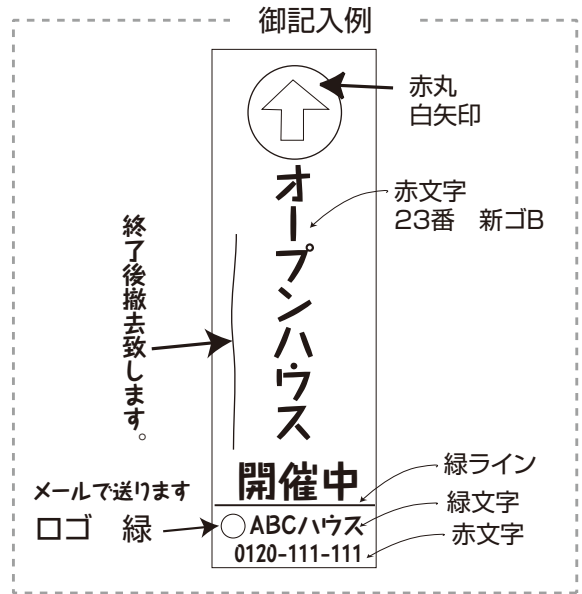 御記入例
赤丸
白矢印
オープンハウス
赤文字
23番　新ゴB
終了後撤去致します。
開催中
緑ライン
メールで送ります
ロゴ　緑
ABCハウス
緑文字
0120-111-111
赤文字